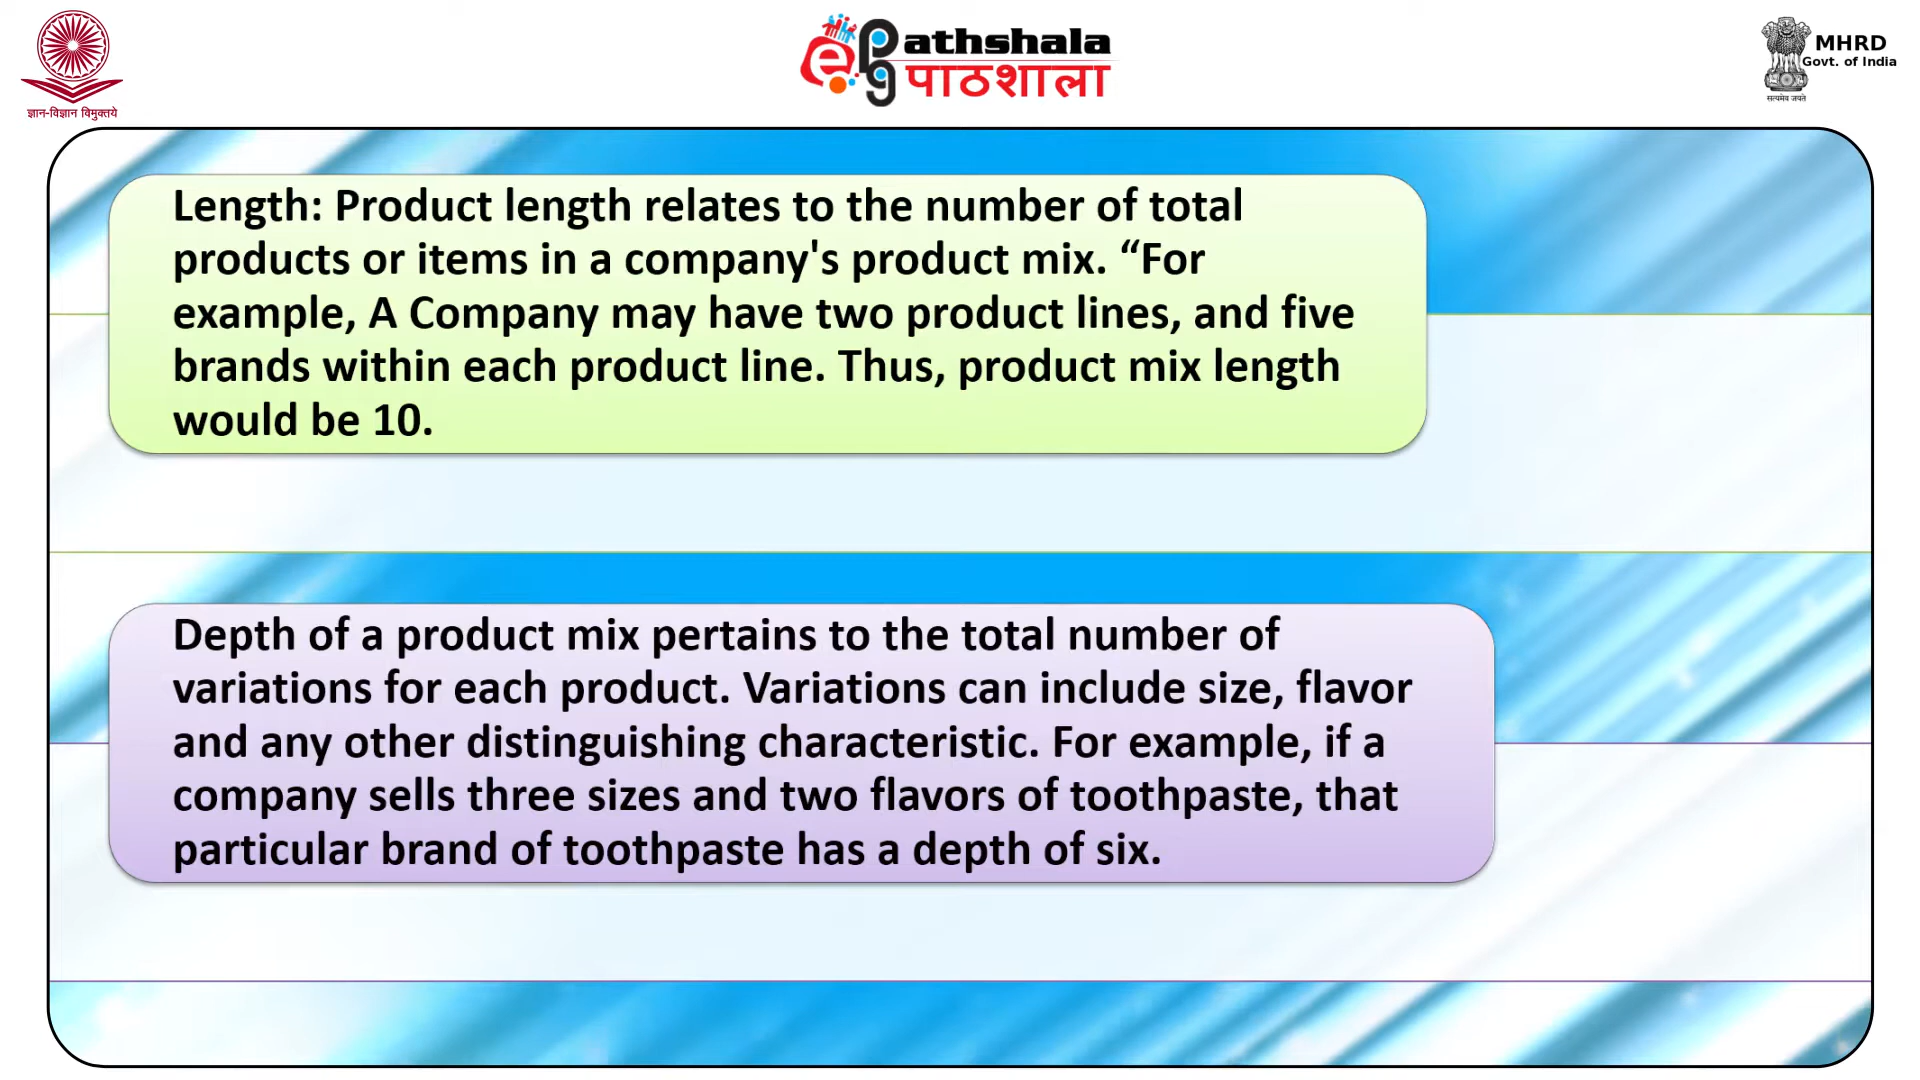 ज्ञान-विज्ञान विमुक्तये
e pg athshala
पाठशाला
MHRD
Govt. of India
सत्यमेव जयते
Length: Product length relates to the number of total
products or items in a company's product mix. “For
example, A Company may have two product lines, and five
brands within each product line. Thus, product mix length
would be 10.
Depth of a product mix pertains to the total number of
variations for each product. Variations can include size, flavor
and any other distinguishing characteristic. For example, if a
company sells three sizes and two flavors of toothpaste, that
particular brand of toothpaste has a depth of six.